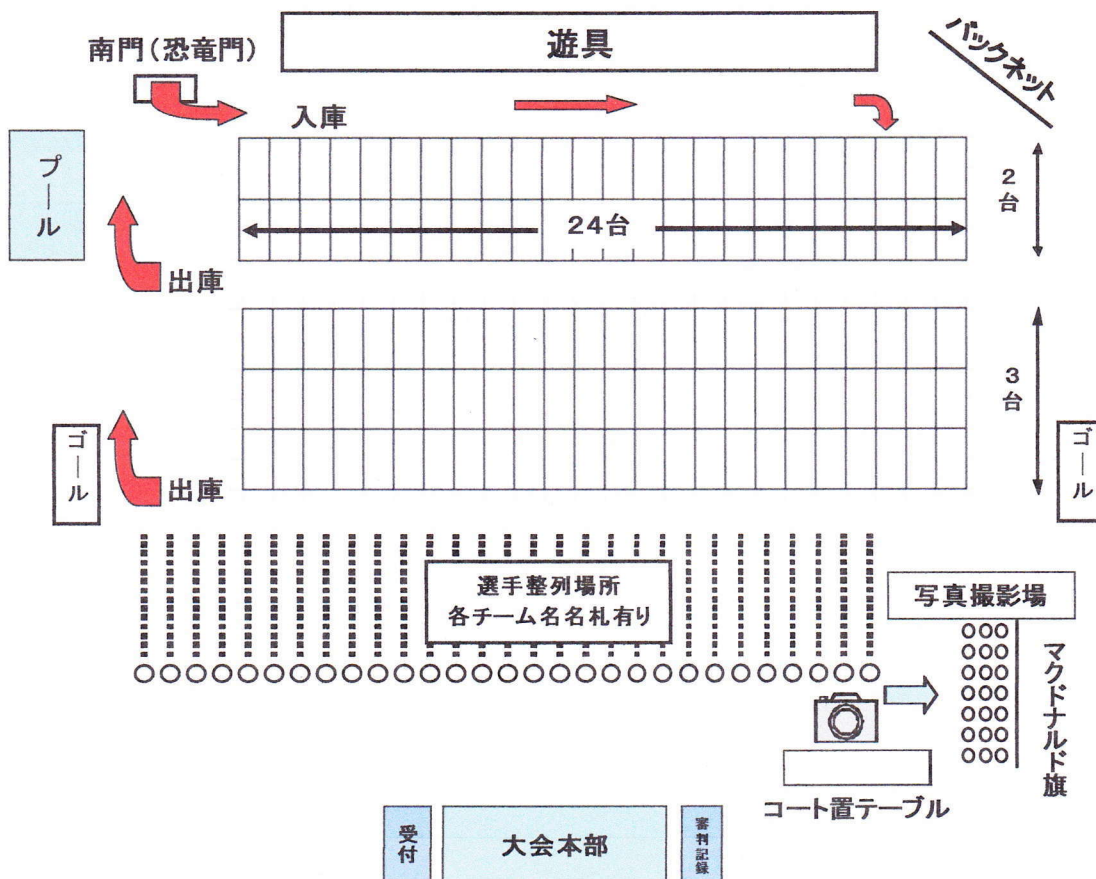 遊具
バックネット
南門(恐竜門)
入庫
プール
2台
24台
出庫
3台
ゴール
ゴール
出庫
選手整列場所
各チーム名名札有り
写真撮影場
マクドナルド旗
コート置テーブル
受付
大会本部
審判記録